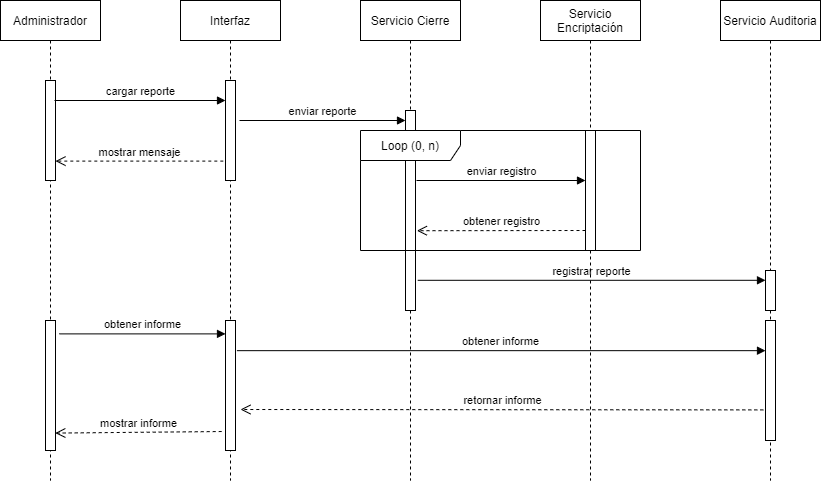 Administrador
Interfaz
Servicio Cierre
Servicio
Encriptación
Servicio Auditoria
cargar reporte
enviar reporte
Loop (0, n)
mostrar mensaje
enviar registro
obtener registro
registrar reporte
obtener informe
obtener informe
retornar informe
mostrar informe